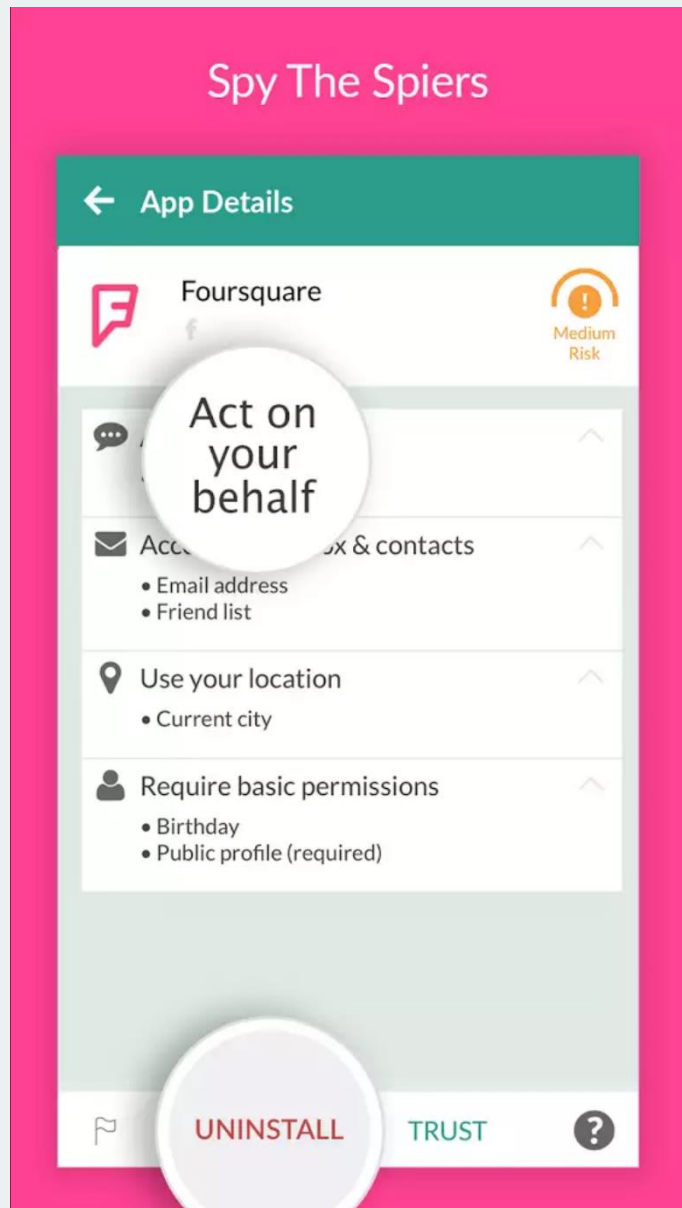 Spy The Spiers
App Details
Foursquare
Medium
Risk
Act on
your
behalf
& contacts
• Email address
• Friend list
Use your location
• Current city
Require basic permissions
• Birthday
• Public profile (required)
UNINSTALL
TRUST